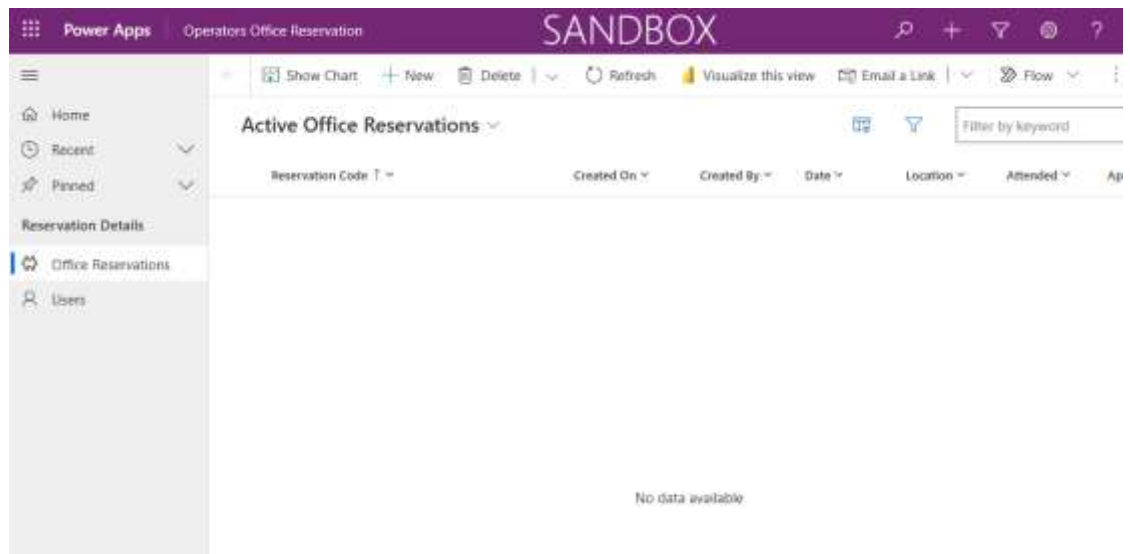 Power Apps Operators Office Reservation SANDBOX ?
Show Chart New Delete Refresh Visualize this view Email a Link Flow
Home
Recent
Pinned
Reservation Details
Office Reservations
Users
Active Office Reservations Filter by keyword
Reservation Code ↑ Created On Created By Date Location Attended Ap
No data available